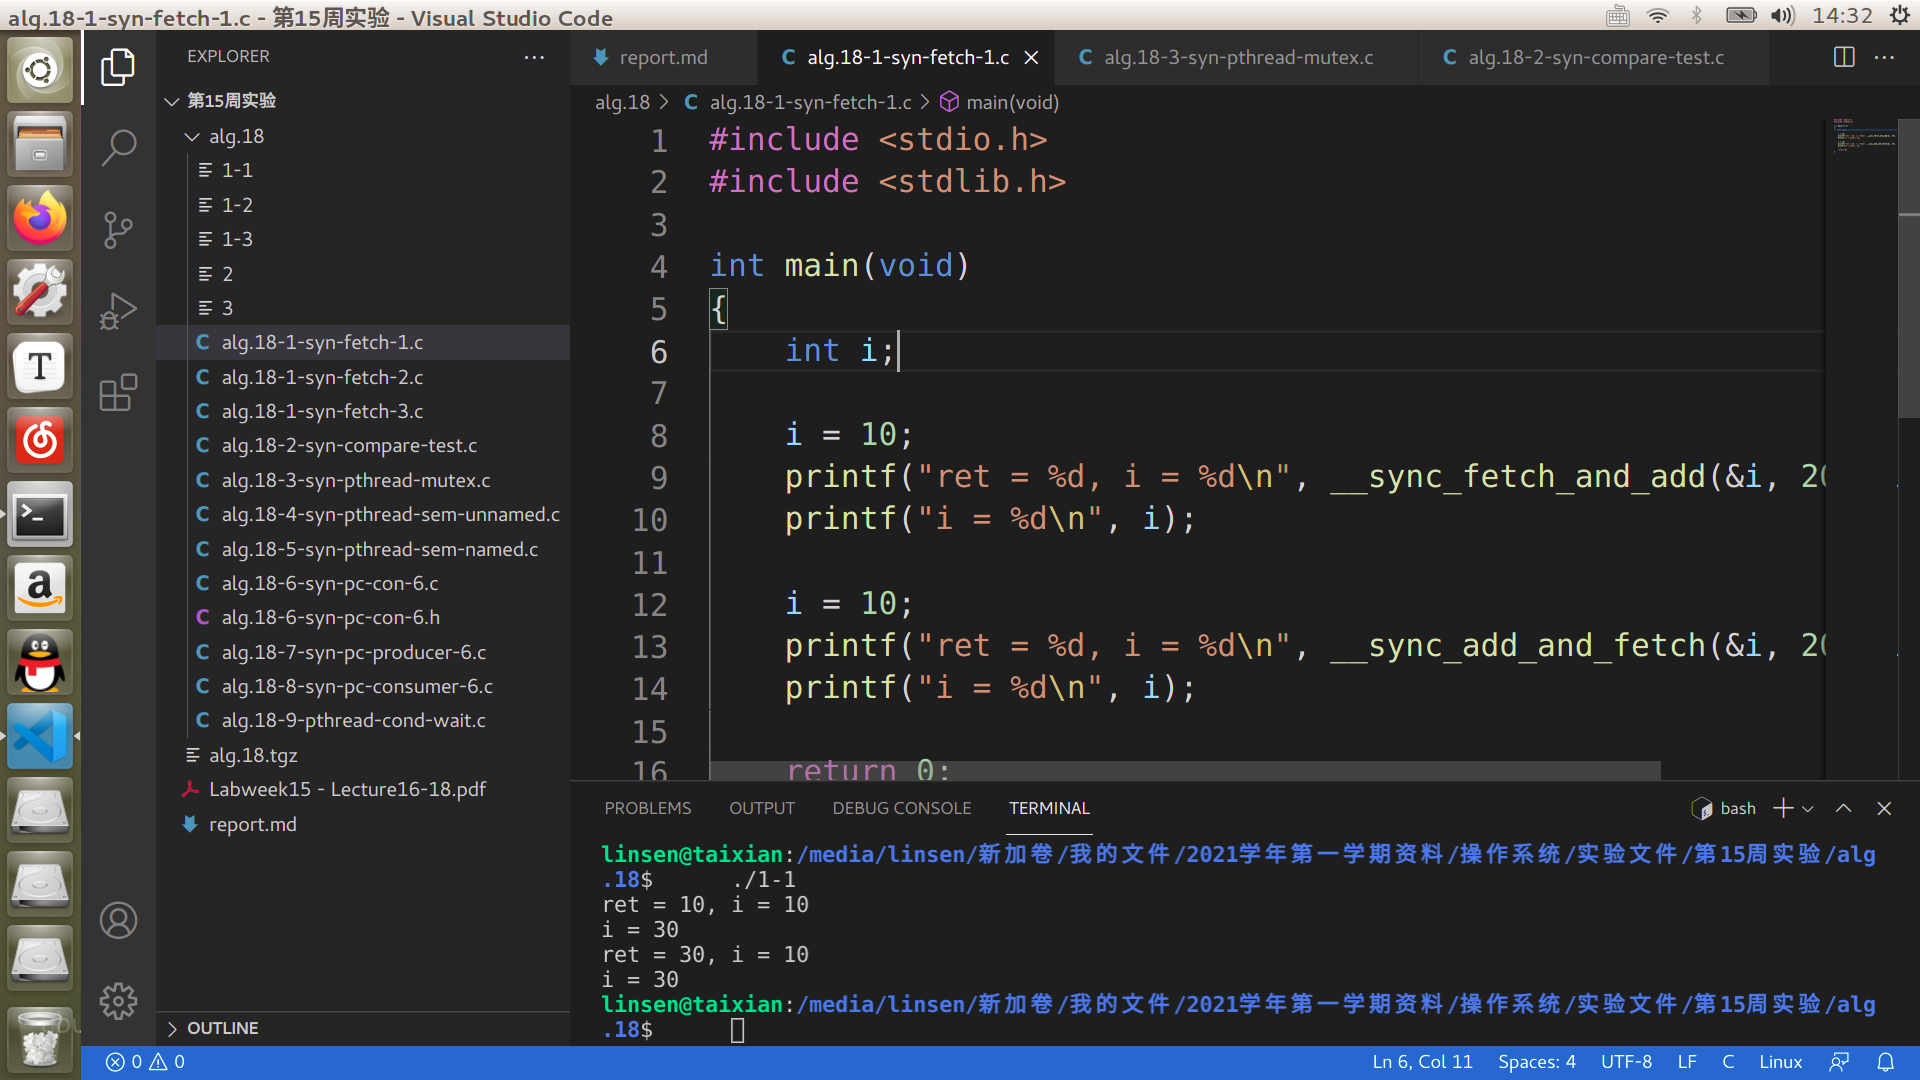 alg.18-1-syn-fetch-1.c - 第15周实验 - Visual Studio Code
14:32
EXPLORER
第15周实验
alg.18
1-1
1-2
1-3
2
3
C alg.18-1-syn-fetch-1.c
C alg.18-1-syn-fetch-2.c
C alg.18-1-syn-fetch-3.c
C alg.18-2-syn-compare-test.c
C alg.18-3-syn-pthread-mutex.c
C alg.18-4-syn-pthread-sem-unnamed.c
C alg.18-5-syn-pthread-sem-named.c
C alg.18-6-syn-pc-con-6.c
C alg.18-6-syn-pc-con-6.h
C alg.18-7-syn-pc-producer-6.c
C alg.18-8-syn-pc-consumer-6.c
C alg.18-9-pthread-cond-wait.c
alg.18.tgz
Labweek15 - Lecture16-18.pdf
report.md
OUTLINE
report.md
C alg.18-1-syn-fetch-1.c
C alg.18-3-syn-pthread-mutex.c
C alg.18-2-syn-compare-test.c
alg.18 > C alg.18-1-syn-fetch-1.c > main(void)
1 #include <stdio.h>
2 #include <stdlib.h>
3
4 int main(void)
5 {
6 int i;
7
8 i = 10;
9 printf("ret = %d, i = %d\n", __sync_fetch_and_add(&i, 20
10 printf("i = %d\n", i);
11
12 i = 10;
13 printf("ret = %d, i = %d\n", __sync_add_and_fetch(&i, 20
14 printf("i = %d\n", i);
15
16 return 0;
PROBLEMS
OUTPUT
DEBUG CONSOLE
TERMINAL
bash
linsen@taixian:/media/linsen/新加卷/我的文件/2021学年第一学期资料/操作系统/实验文件/第15周实验/alg
.18$ ./1-1
ret = 10, i = 10
i = 30
ret = 30, i = 10
i = 30
linsen@taixian:/media/linsen/新加卷/我的文件/2021学年第一学期资料/操作系统/实验文件/第15周实验/alg
.18$
0 0
Ln 6, Col 11
Spaces: 4
UTF-8
LF
C
Linux